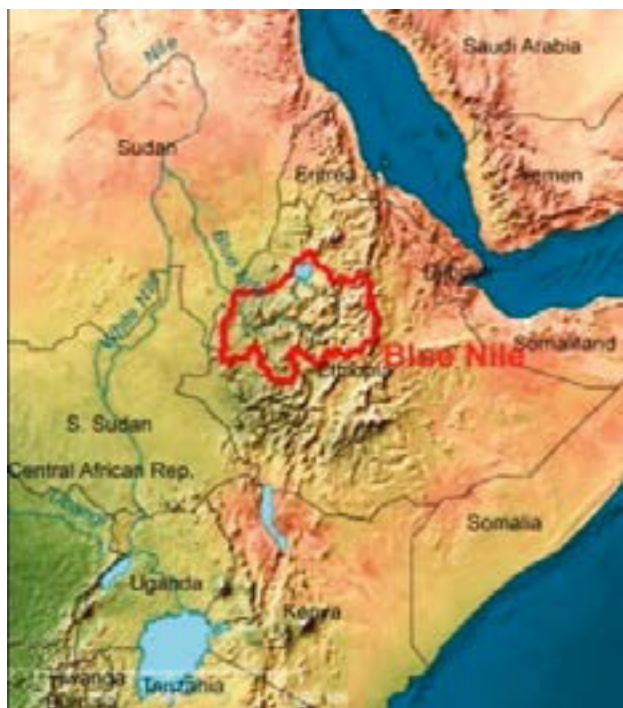 Nile
Saudi Arabia
Sudan
Eritrea
Yemen
Blue Nile
White Nile
Somaliland
Blue Nile
Ethiopia
S. Sudan
Central African Rep.
Somalia
Uganda
Kenya
Tanzania